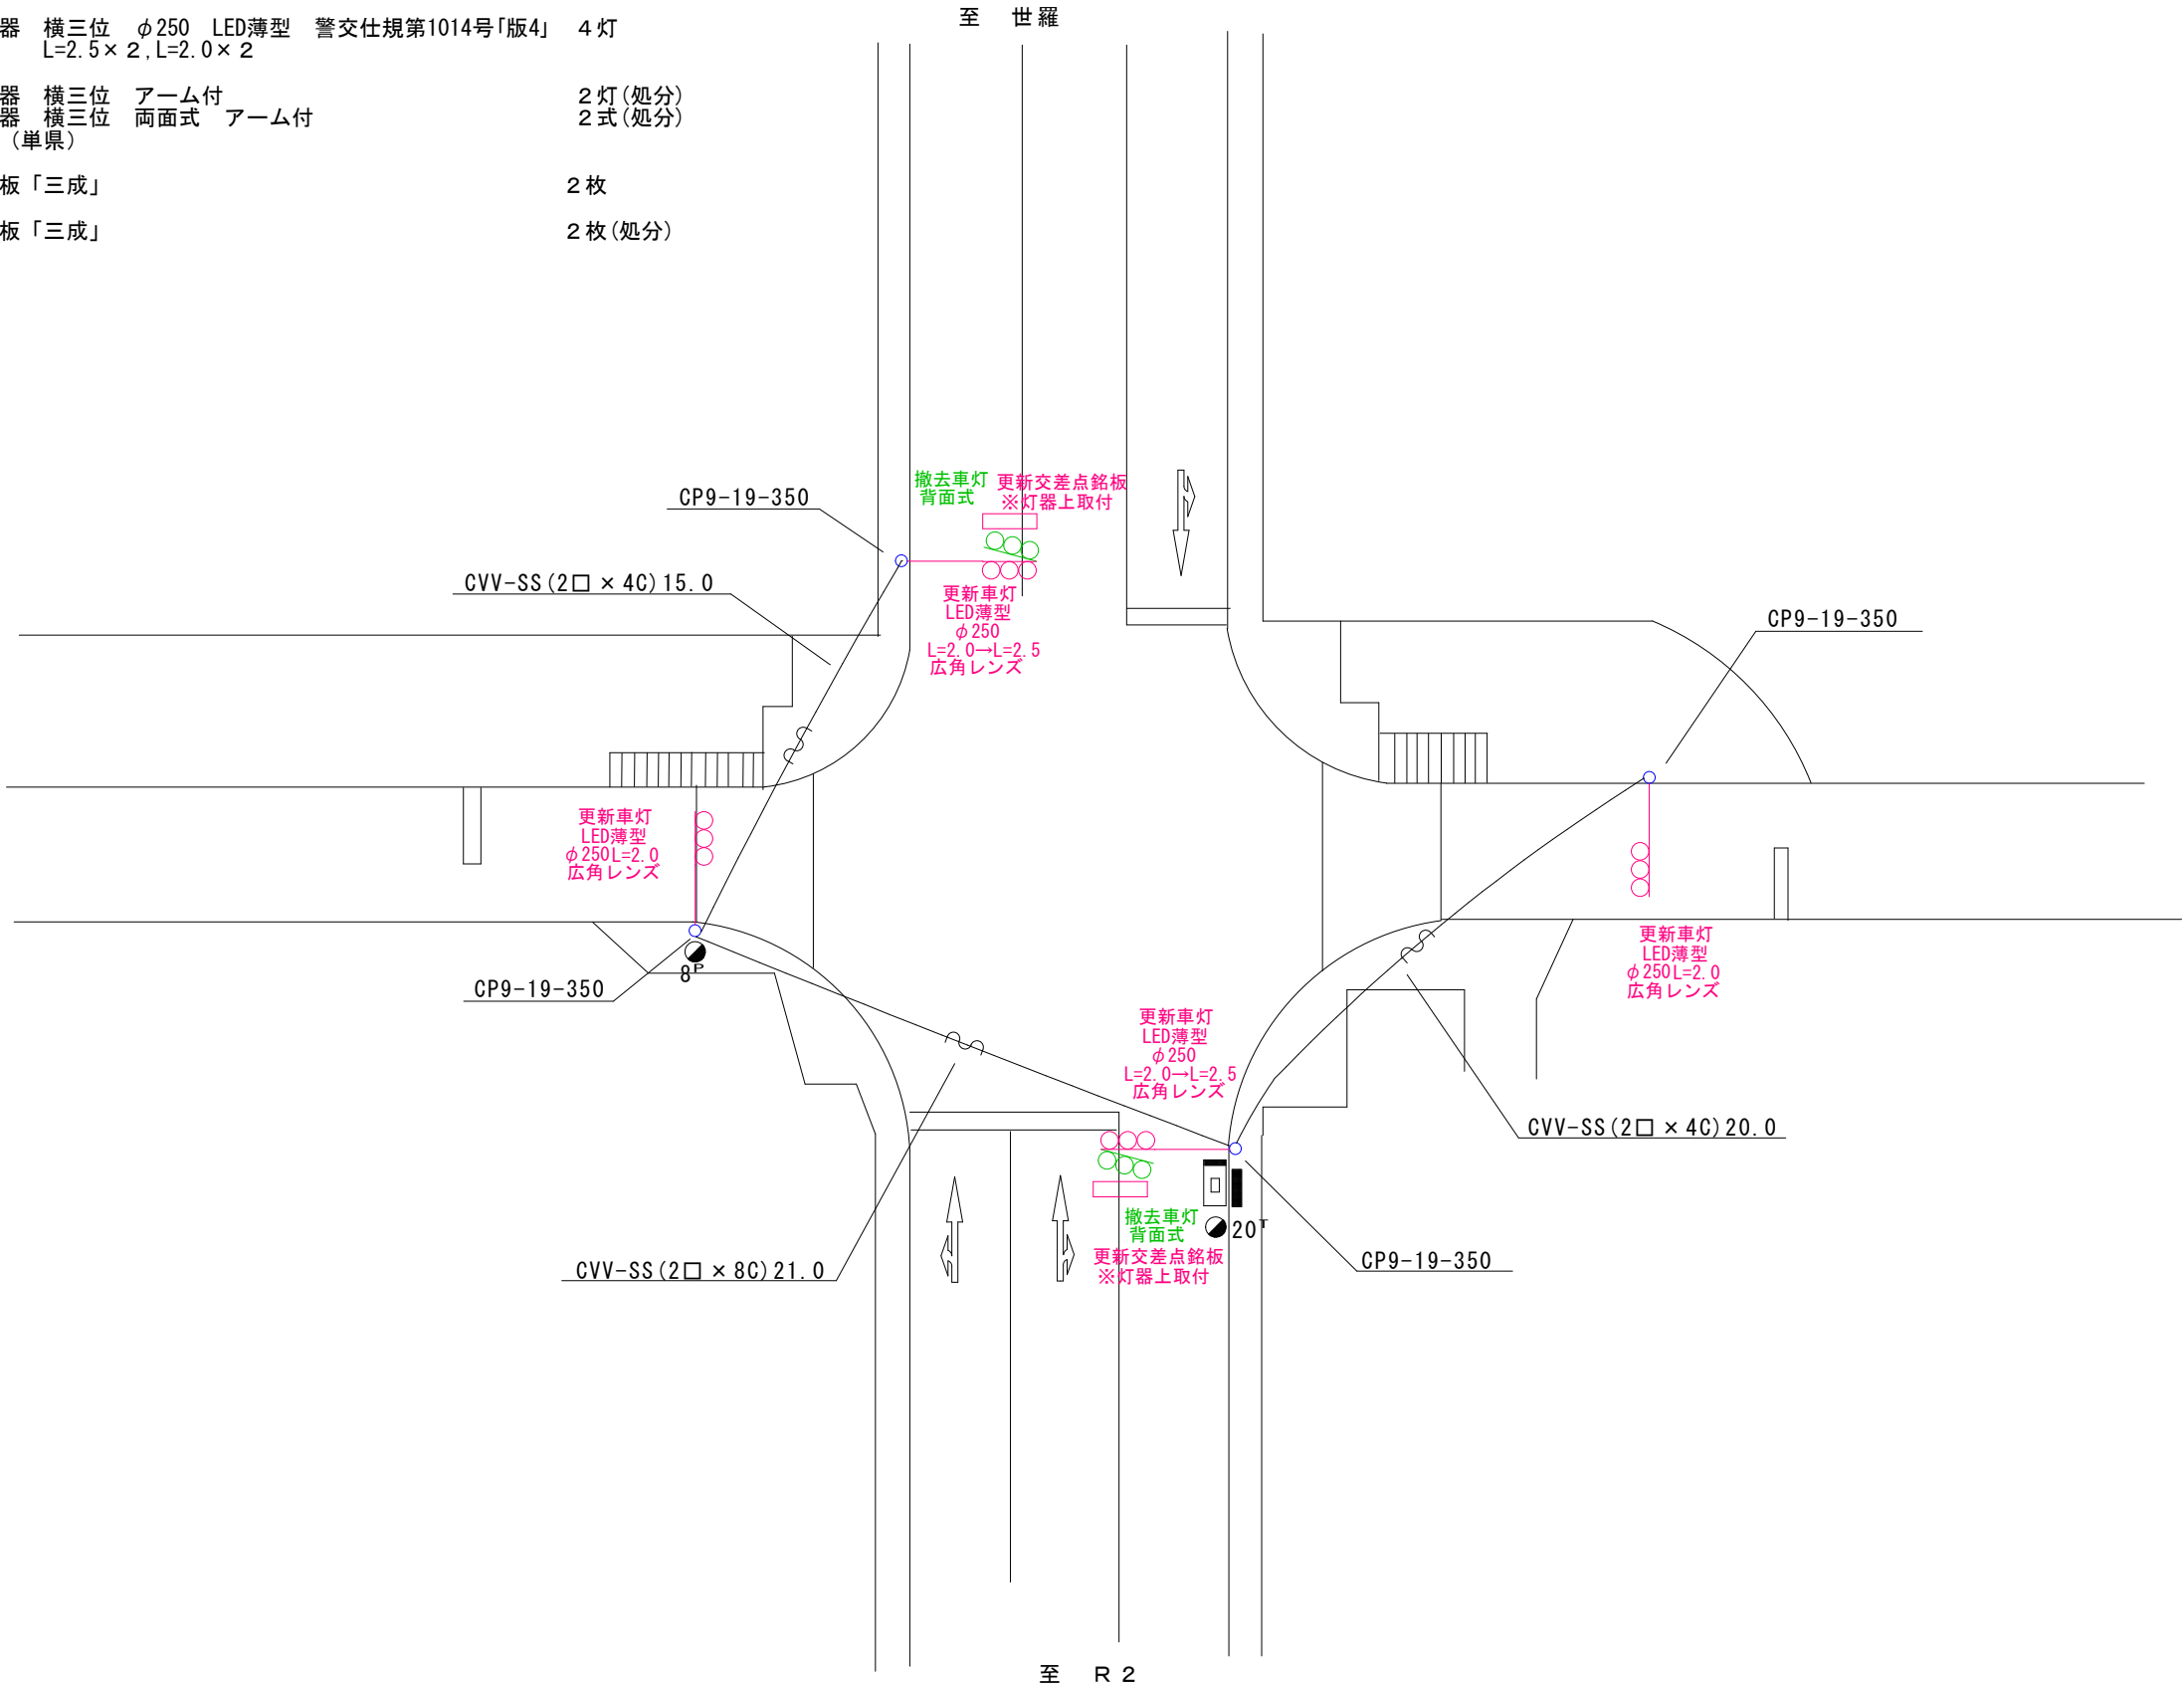 至 世羅
器 横三位 φ250 LED薄型 警交仕規第1014号「版4」 4灯
L=2.5×2,L=2.0×2
器 横三位 アーム付 2灯(処分)
器 横三位 両面式 アーム付 2式(処分)
(単県)
板「三成」 2枚
板「三成」 2枚(処分)
撤去車灯
背面式
更新交差点銘板
※灯器上取付
CP9-19-350
CVV-SS(2□×4C)15.0
更新車灯
LED薄型
φ250
L=2.0→L=2.5
広角レンズ
CP9-19-350
更新車灯
LED薄型
φ250L=2.0
広角レンズ
8P
CP9-19-350
更新車灯
LED薄型
φ250L=2.0
広角レンズ
更新車灯
LED薄型
φ250
L=2.0→L=2.5
広角レンズ
CVV-SS(2□×4C)20.0
撤去車灯
背面式
20T
更新交差点銘板
※灯器上取付
CVV-SS(2□×8C)21.0
CP9-19-350
至 R2